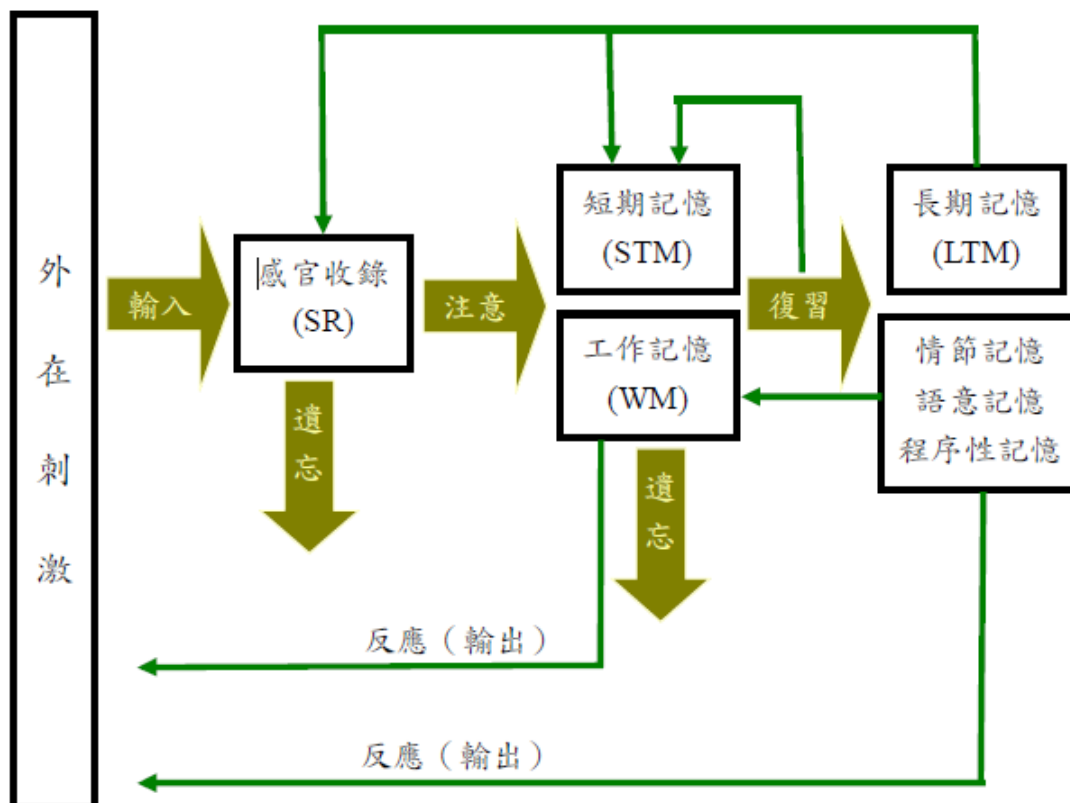 外
在
刺
激
輸入
感官收錄
(SR)
遺
忘
注意
短期記憶
(STM)
工作記憶
(WM)
遺
忘
復習
長期記憶
(LTM)
情節記憶
語意記憶
程序性記憶
反應（輸出）
反應（輸出）